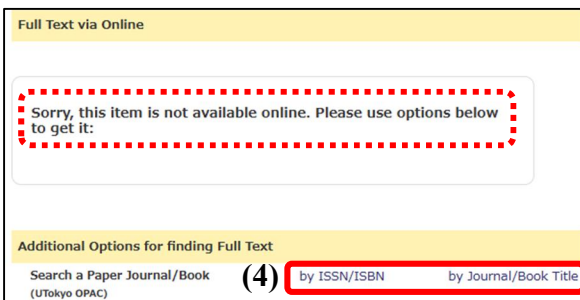 Full Text via Online
Sorry, this item is not available online. Please use options below
to get it:
Additional Options for finding Full Text
Search a Paper Journal/Book (4) by ISSN/ISBN by Journal/Book Title
(UTokyo OPAC)